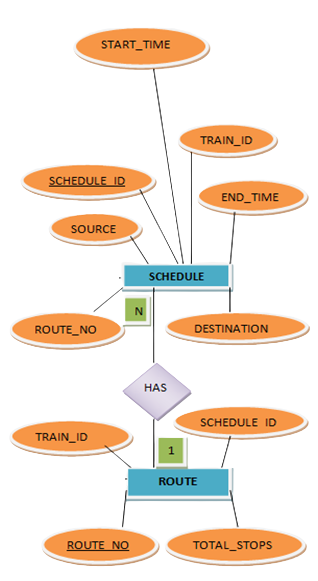 START_TIME
TRAIN_ID
SCHEDULE_ID
END_TIME
SOURCE
SCHEDULE
N
ROUTE_NO
DESTINATION
HAS
SCHEDULE_ID
TRAIN_ID
1
ROUTE
ROUTE_NO
TOTAL_STOPS